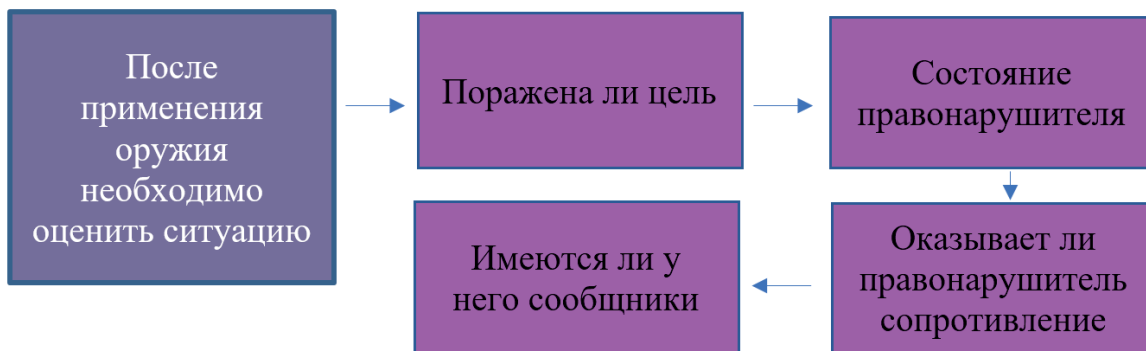 После
применения
оружия
необходимо
оценить ситуацию
Поражена ли цель
Состояние
правонарушителя
Оказывает ли
правонарушитель
сопротивление
Имеются ли у
него сообщники